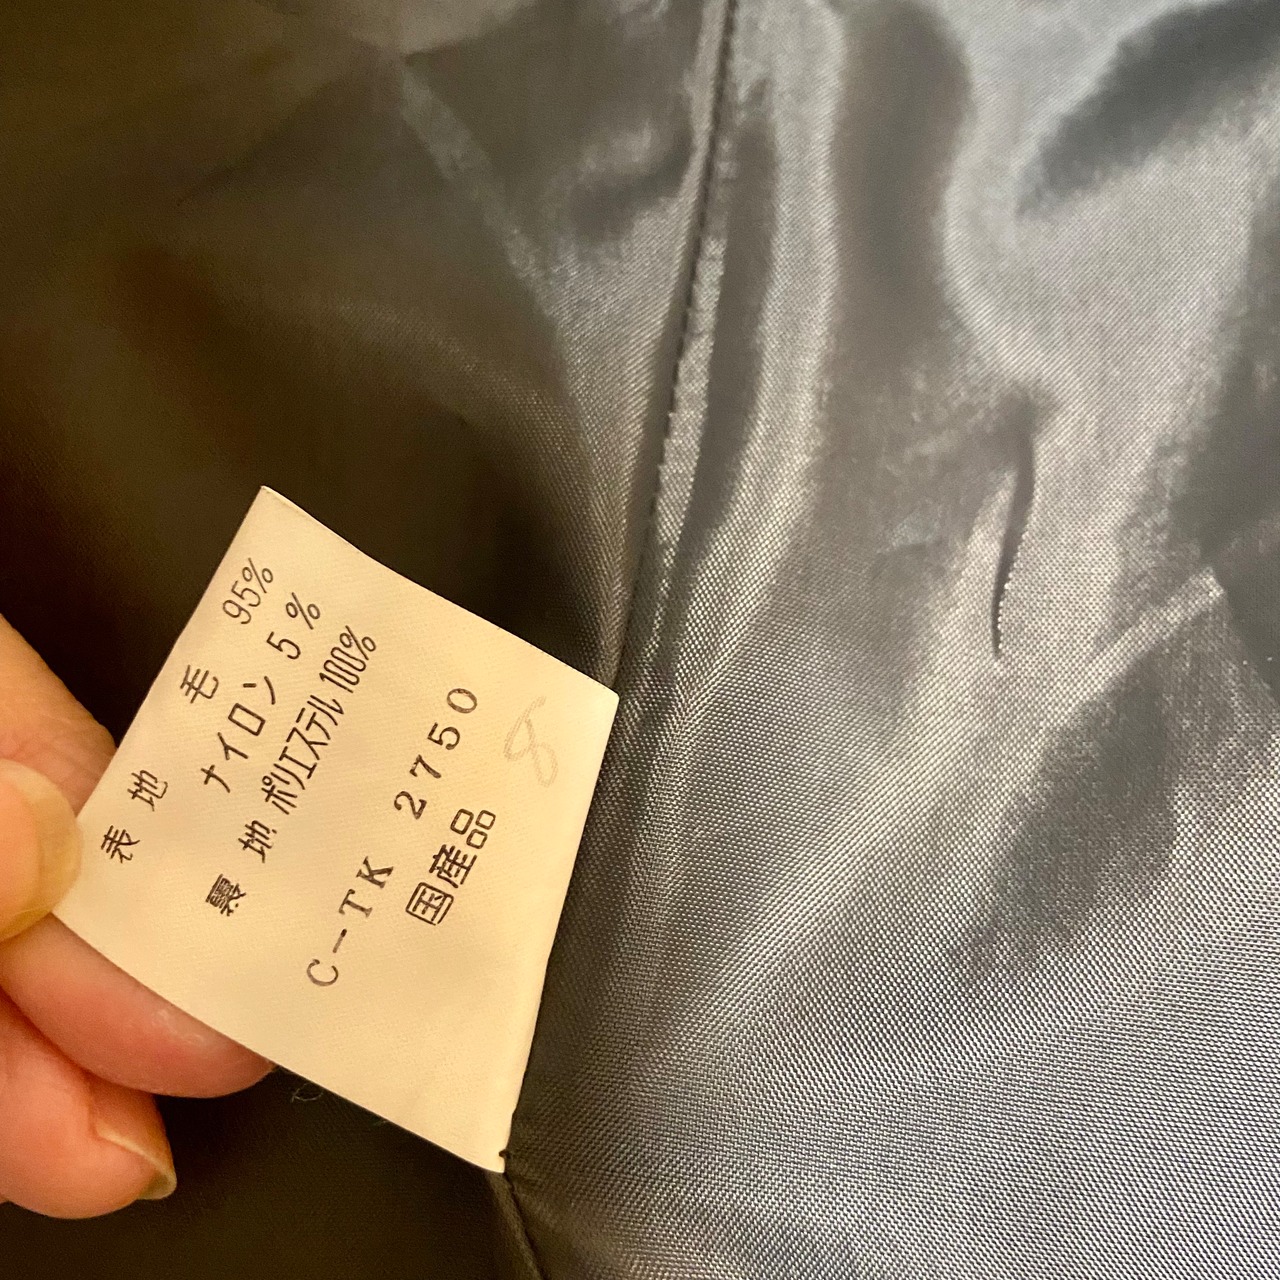 表地 毛 95%
ナイロン 5%
裏地 ポリエステル 100%
C-TK 2750
国産品
8